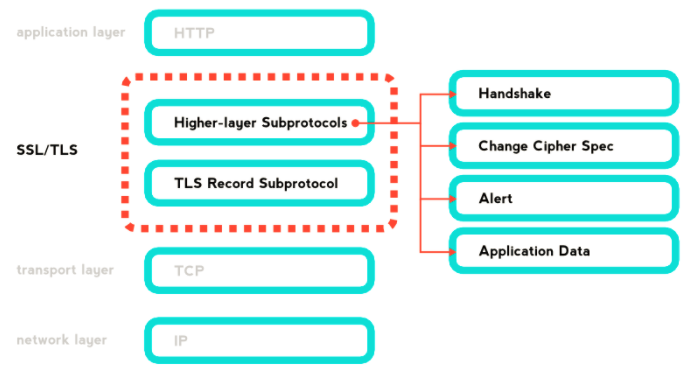 application layer
HTTP
SSL/TLS
Higher-layer Subprotocols
TLS Record Subprotocol
Handshake
Change Cipher Spec
Alert
Application Data
transport layer
TCP
network layer
IP